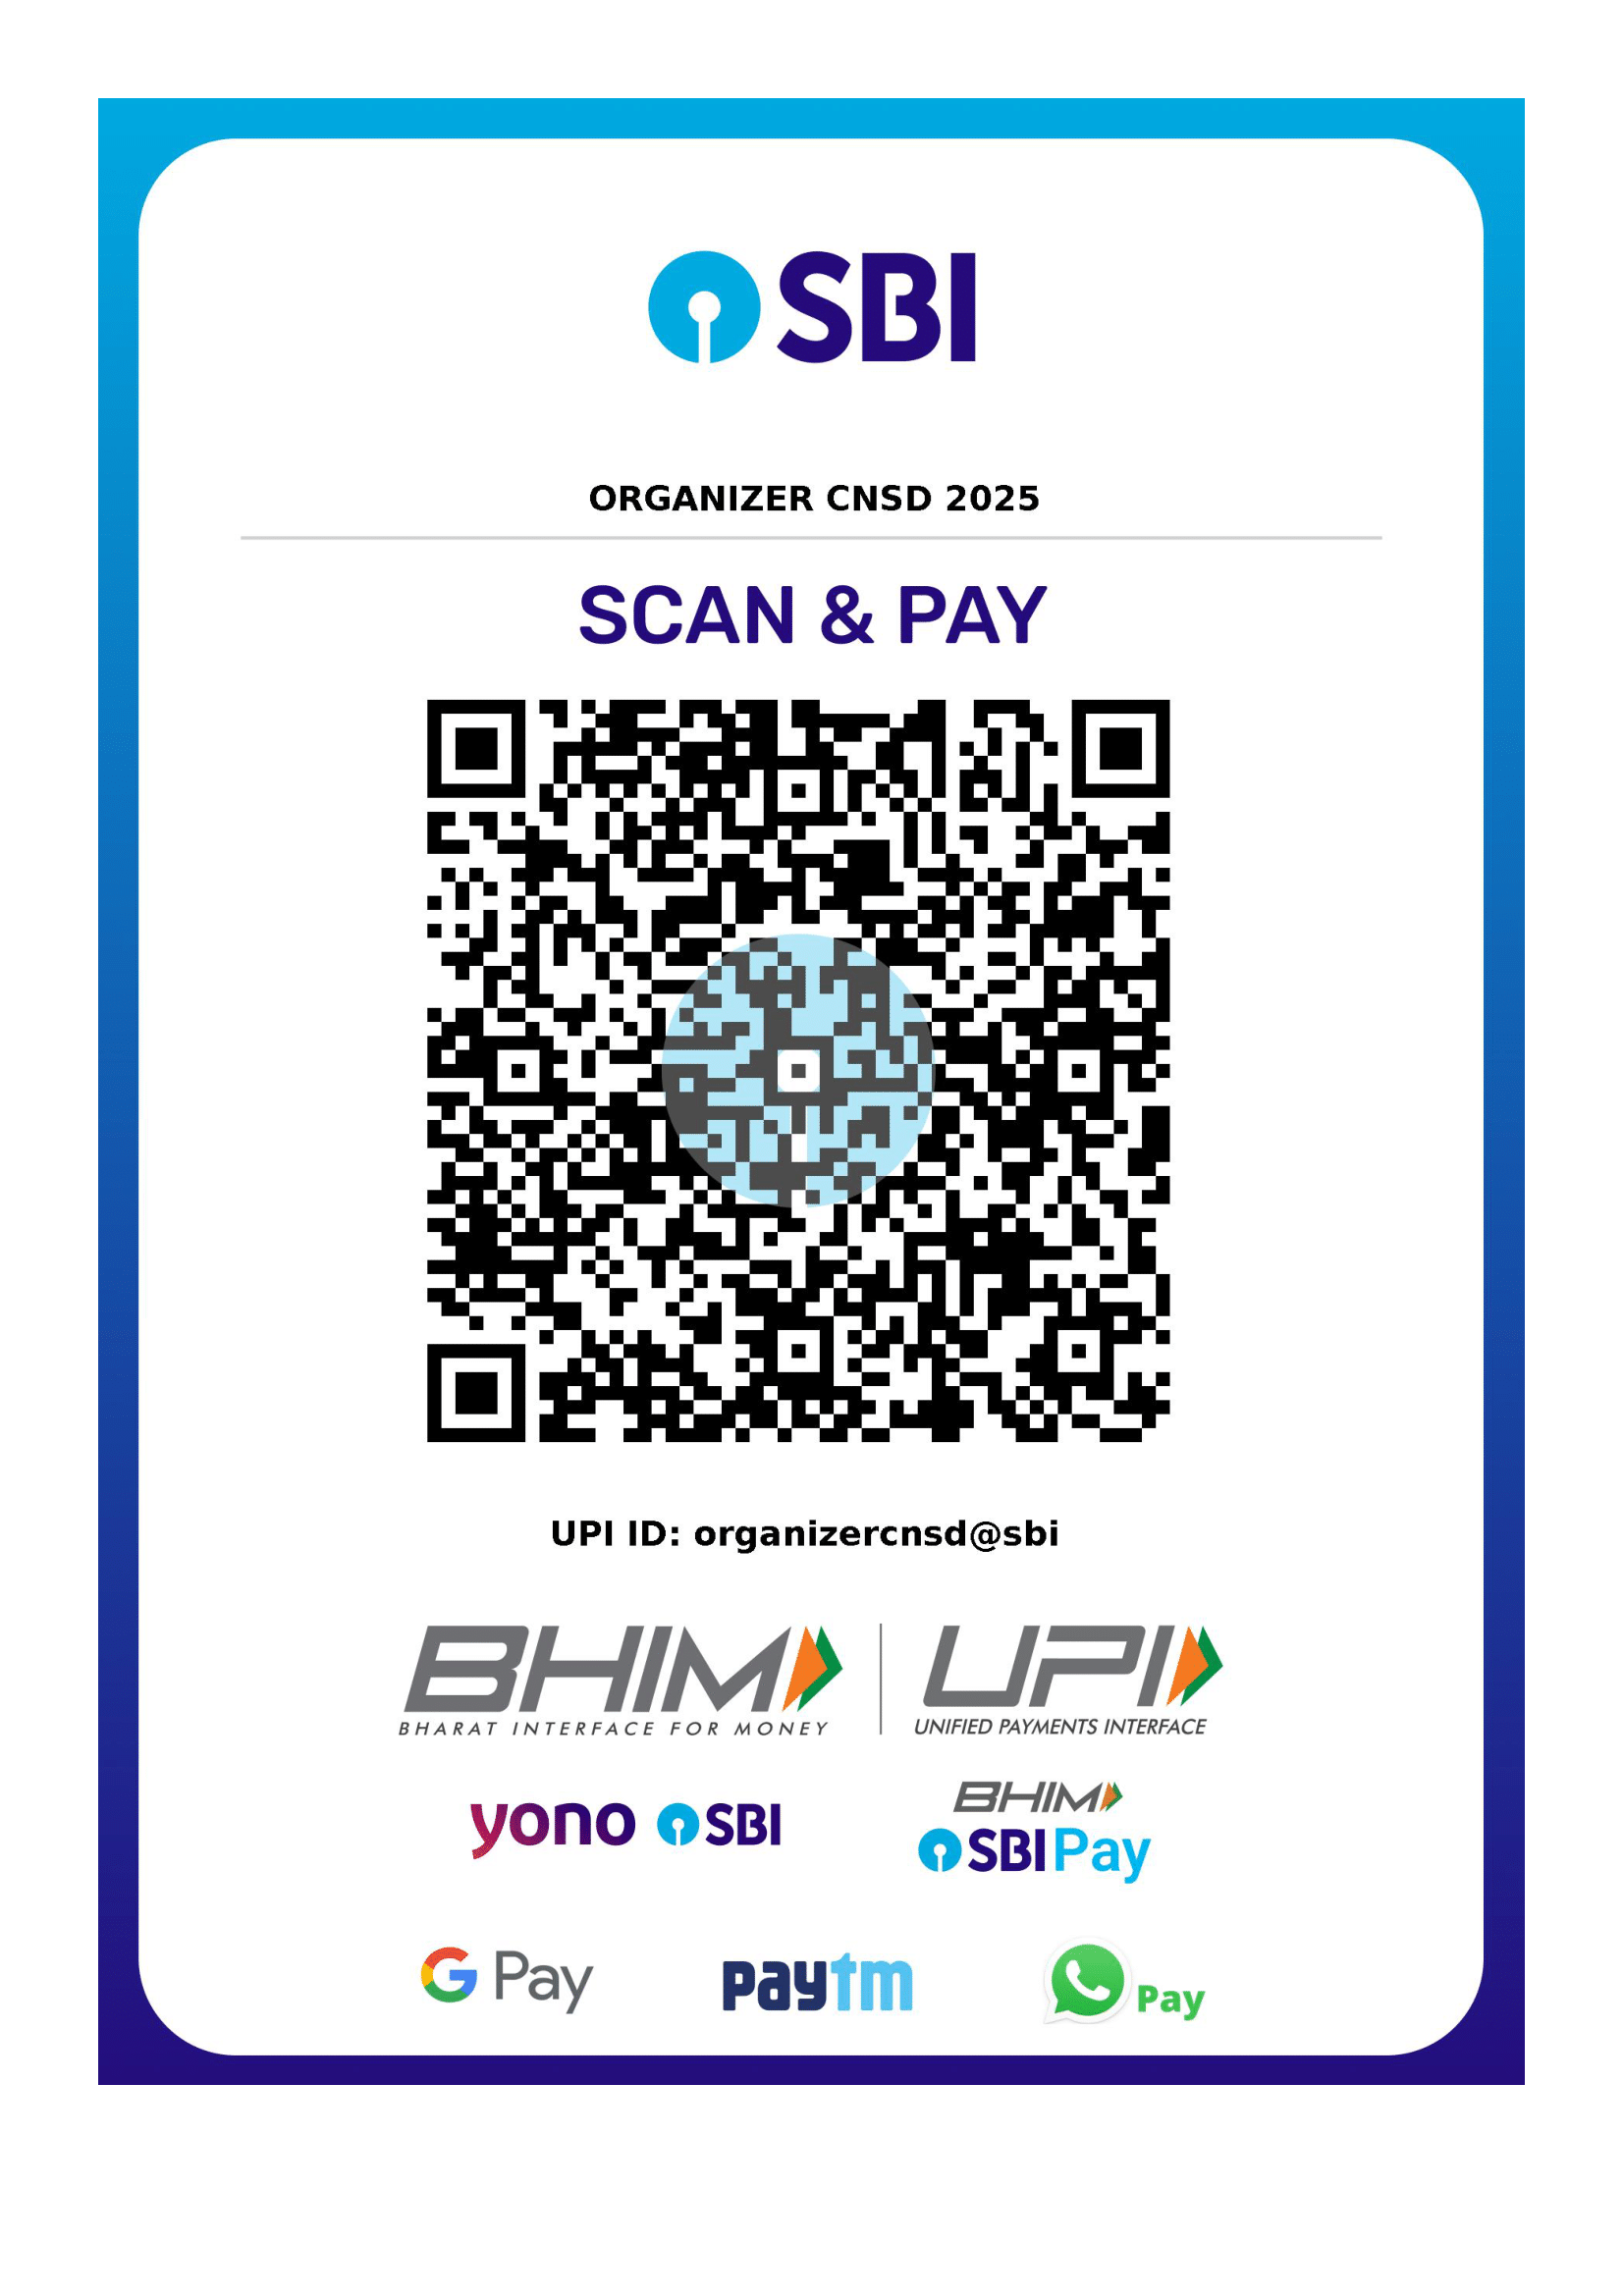 SBI
ORGANIZER CNSD 2025
SCAN & PAY
UPI ID: organizercnsd@sbi
BHIM UPI
BHARAT INTERFACE FOR MONEY UNIFIED PAYMENTS INTERFACE
yono SBI
BHIM
SBI Pay
G Pay paytm Pay